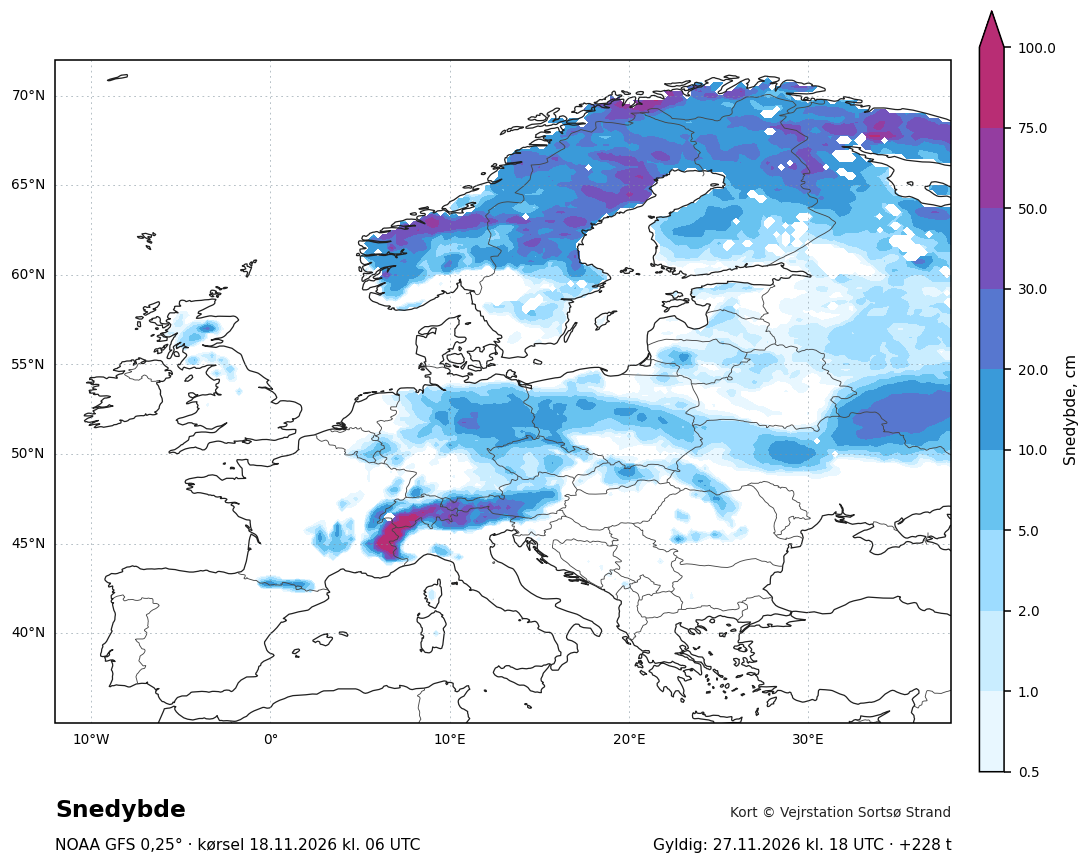 100.0
75.0
50.0
30.0
20.0
10.0
5.0
2.0
1.0
0.5
Snedybde, cm
70°N
65°N
60°N
55°N
50°N
45°N
40°N
10°W
0°
10°E
20°E
30°E
Snedybde
Kort © Vejrstation Sortsø Strand
NOAA GFS 0,25° · kørsel 18.11.2026 kl. 06 UTC
Gyldig: 27.11.2026 kl. 18 UTC · +228 t